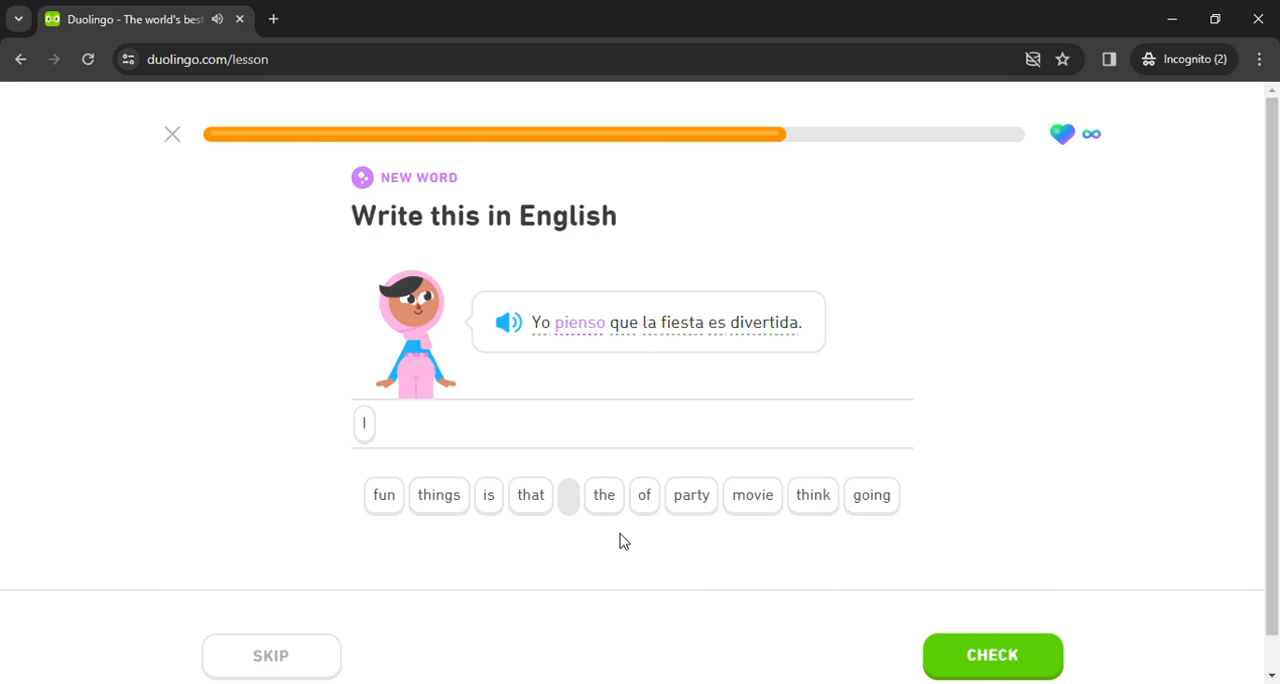 Duolingo - The world's bes
duolingo.com/lesson
Incognito (2)
NEW WORD
Write this in English
Yo pienso que la fiesta es divertida.
I
fun things is that the of party movie think going
SKIP
CHECK